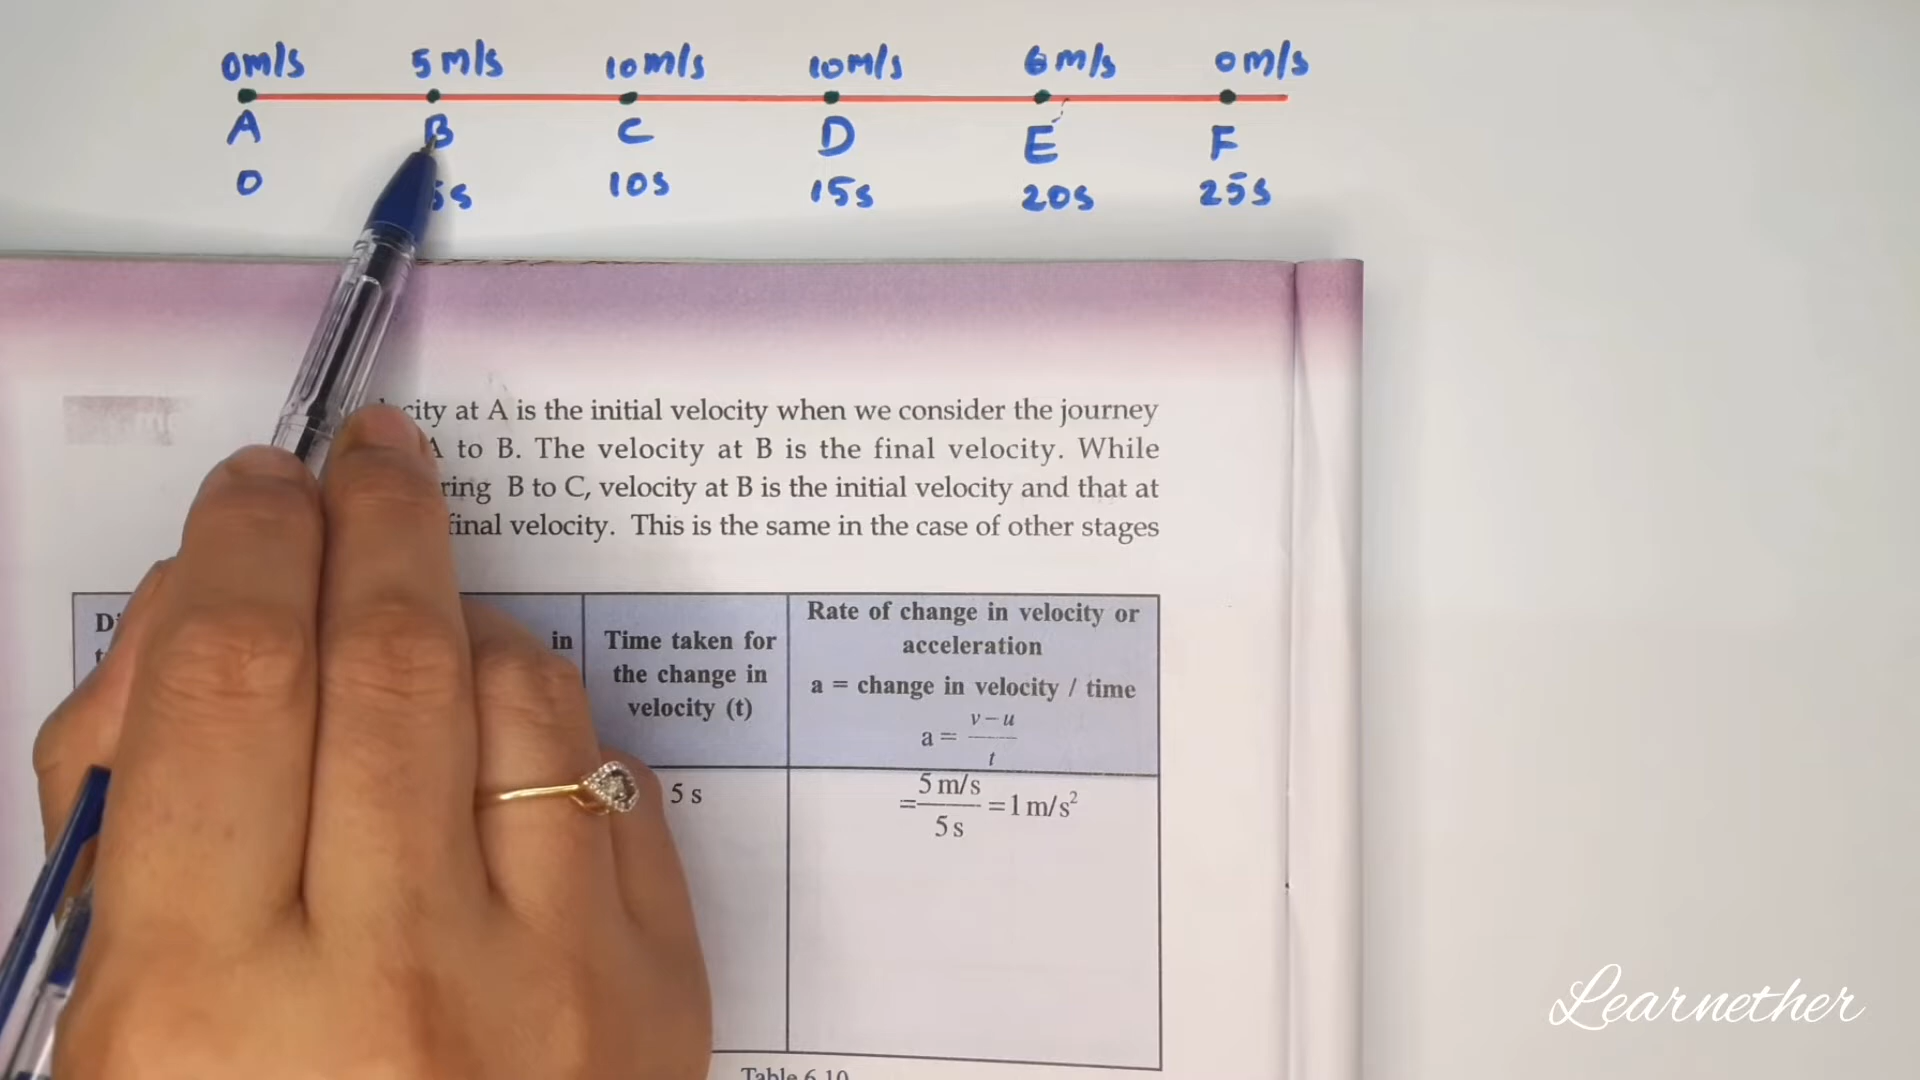 0m/s 5m/s 10m/s 10m/s 6m/s 0m/s
A B C D E F
0 5s 10s 15s 20s 25s
city at A is the initial velocity when we consider the journey
A to B. The velocity at B is the final velocity. While
ring B to C, velocity at B is the initial velocity and that at
final velocity. This is the same in the case of other stages
in
Time taken for
the change in
velocity (t)
Rate of change in velocity or
acceleration
a = change in velocity / time
a = v – u / t
5 s
= 5 m/s / 5 s = 1 m/s²
Table 6.10
Learnether